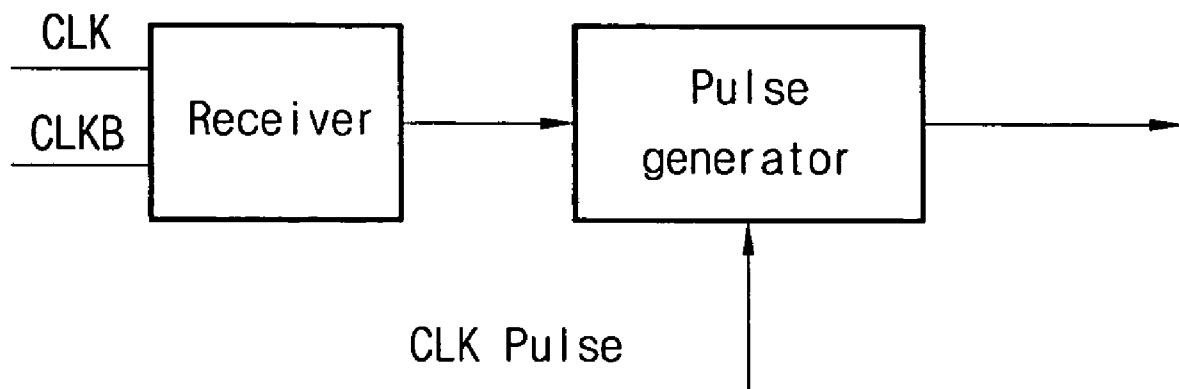 CLK
CLKB
Receiver
Pulse
generator
CLK Pulse